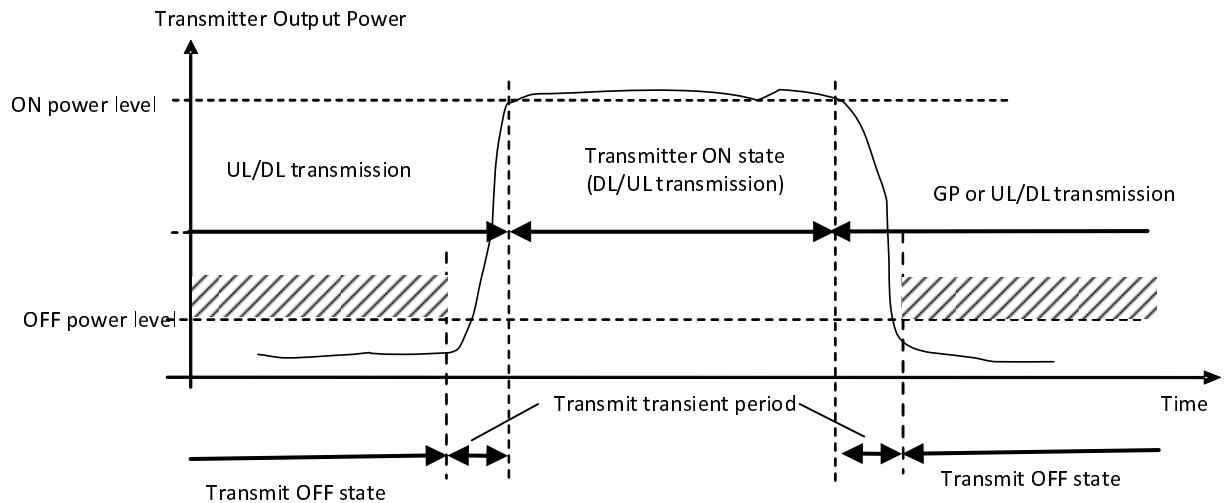 Transmitter Output Power
ON power level
UL/DL transmission
Transmitter ON state
(DL/UL transmission)
GP or UL/DL transmission
OFF power level
Transmit transient period
Time
Transmit OFF state
Transmit OFF state